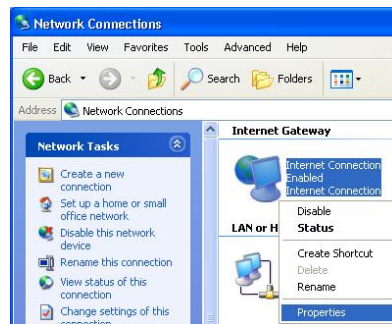 Network Connections
File Edit View Favorites Tools Advanced Help
Back Search Folders
Address Network Connections
Network Tasks
Create a new
connection
Set up a home or small
office network
Disable this network
device
Rename this connection
View status of this
connection
Change settings of this
connection
Internet Gateway
Internet Connection
Enabled
Internet Connection
LAN or H
Disable
Status
Create Shortcut
Delete
Rename
Properties